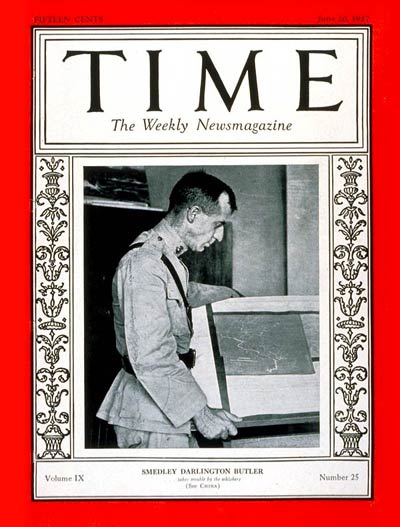 FIFTEEN CENTS
June 20, 1927
TIME
The Weekly Newsmagazine
Volume IX
SMEDLEY DARLINGTON BUTLER
takes trouble by the whiskers
(See CHINA)
Number 25